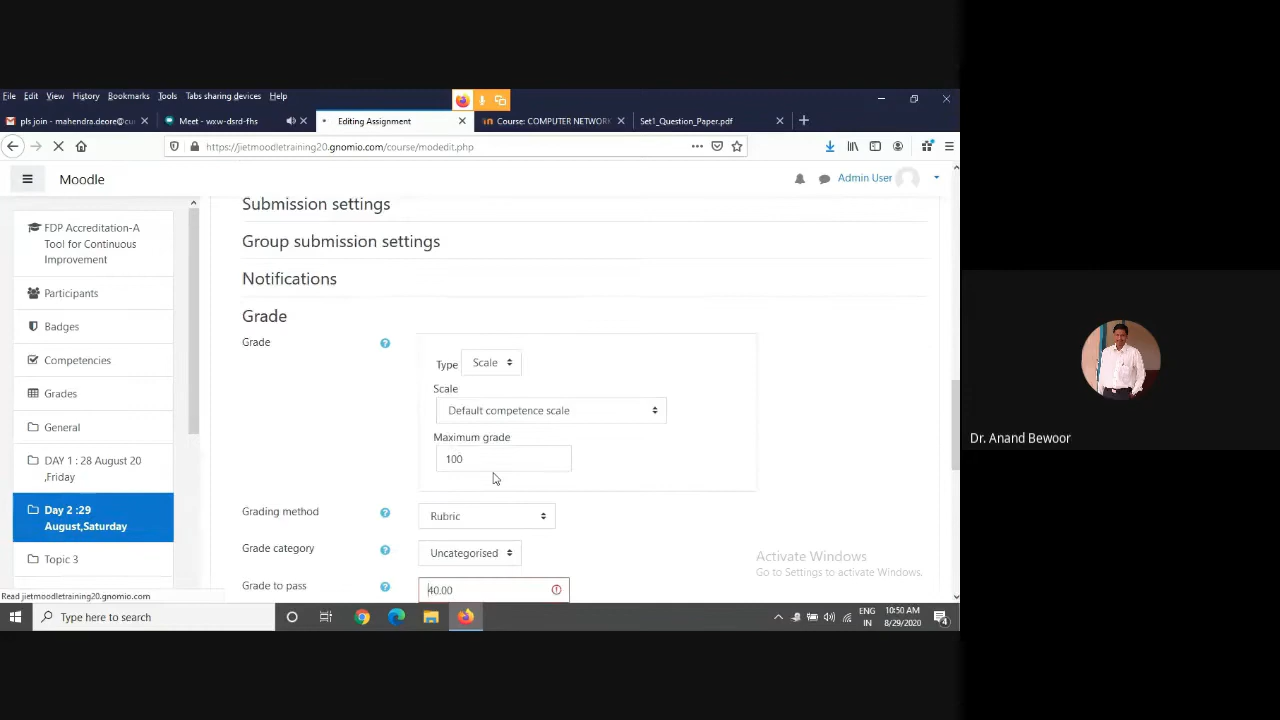 File Edit View History Bookmarks Tools Tabs sharing devices Help
pls join - mahendra.deore@cu
Meet - wxw-dsrd-fhs
Editing Assignment
Course: COMPUTER NETWORK
Set1_Question_Paper.pdf
https://jietmoodletraining20.gnomio.com/course/modedit.php
Moodle
Admin User
FDP Accreditation-A
Tool for Continuous
Improvement
Participants
Badges
Competencies
Grades
General
DAY 1 : 28 August 20
,Friday
Day 2 :29
August,Saturday
Topic 3
Submission settings
Group submission settings
Notifications
Grade
Grade
Type Scale
Scale
Default competence scale
Maximum grade
100
Grading method
Rubric
Grade category
Uncategorised
Grade to pass
40.00
Activate Windows
Go to Settings to activate Windows.
Read jietmoodletraining20.gnomio.com
Type here to search
ENG
IN
10:50 AM
8/29/2020
4
Dr. Anand Bewoor